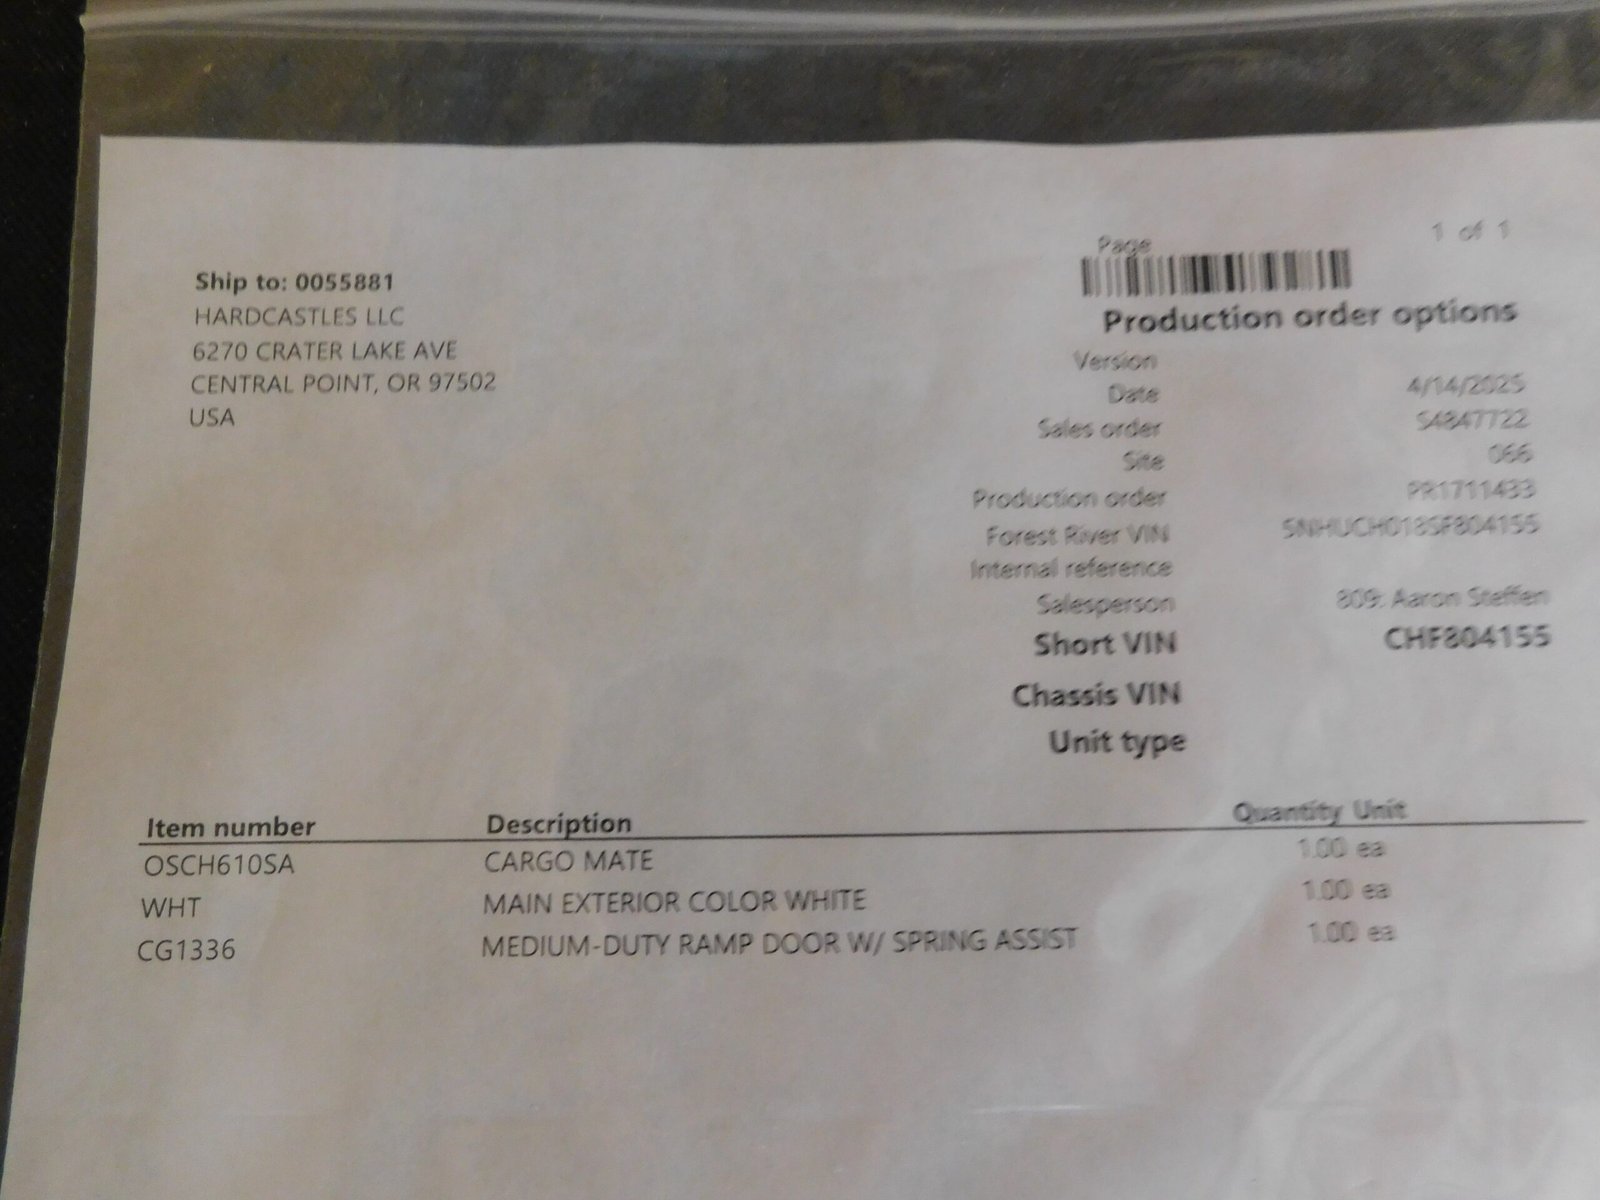 Page 1 of 1
Ship to: 0055881
HARDCASTLES LLC
6270 CRATER LAKE AVE
CENTRAL POINT, OR 97502
USA
Production order options
Version
Date 4/14/2025
Sales order S4847722
Site 066
Production order PR1711433
Forest River VIN 5NHUCH018SF804155
Internal reference
Salesperson 809: Aaron Steffen
Short VIN CHF804155
Chassis VIN
Unit type
Item number Description Quantity Unit
OSCH610SA CARGO MATE 1.00 ea
WHT MAIN EXTERIOR COLOR WHITE 1.00 ea
CG1336 MEDIUM-DUTY RAMP DOOR W/ SPRING ASSIST 1.00 ea